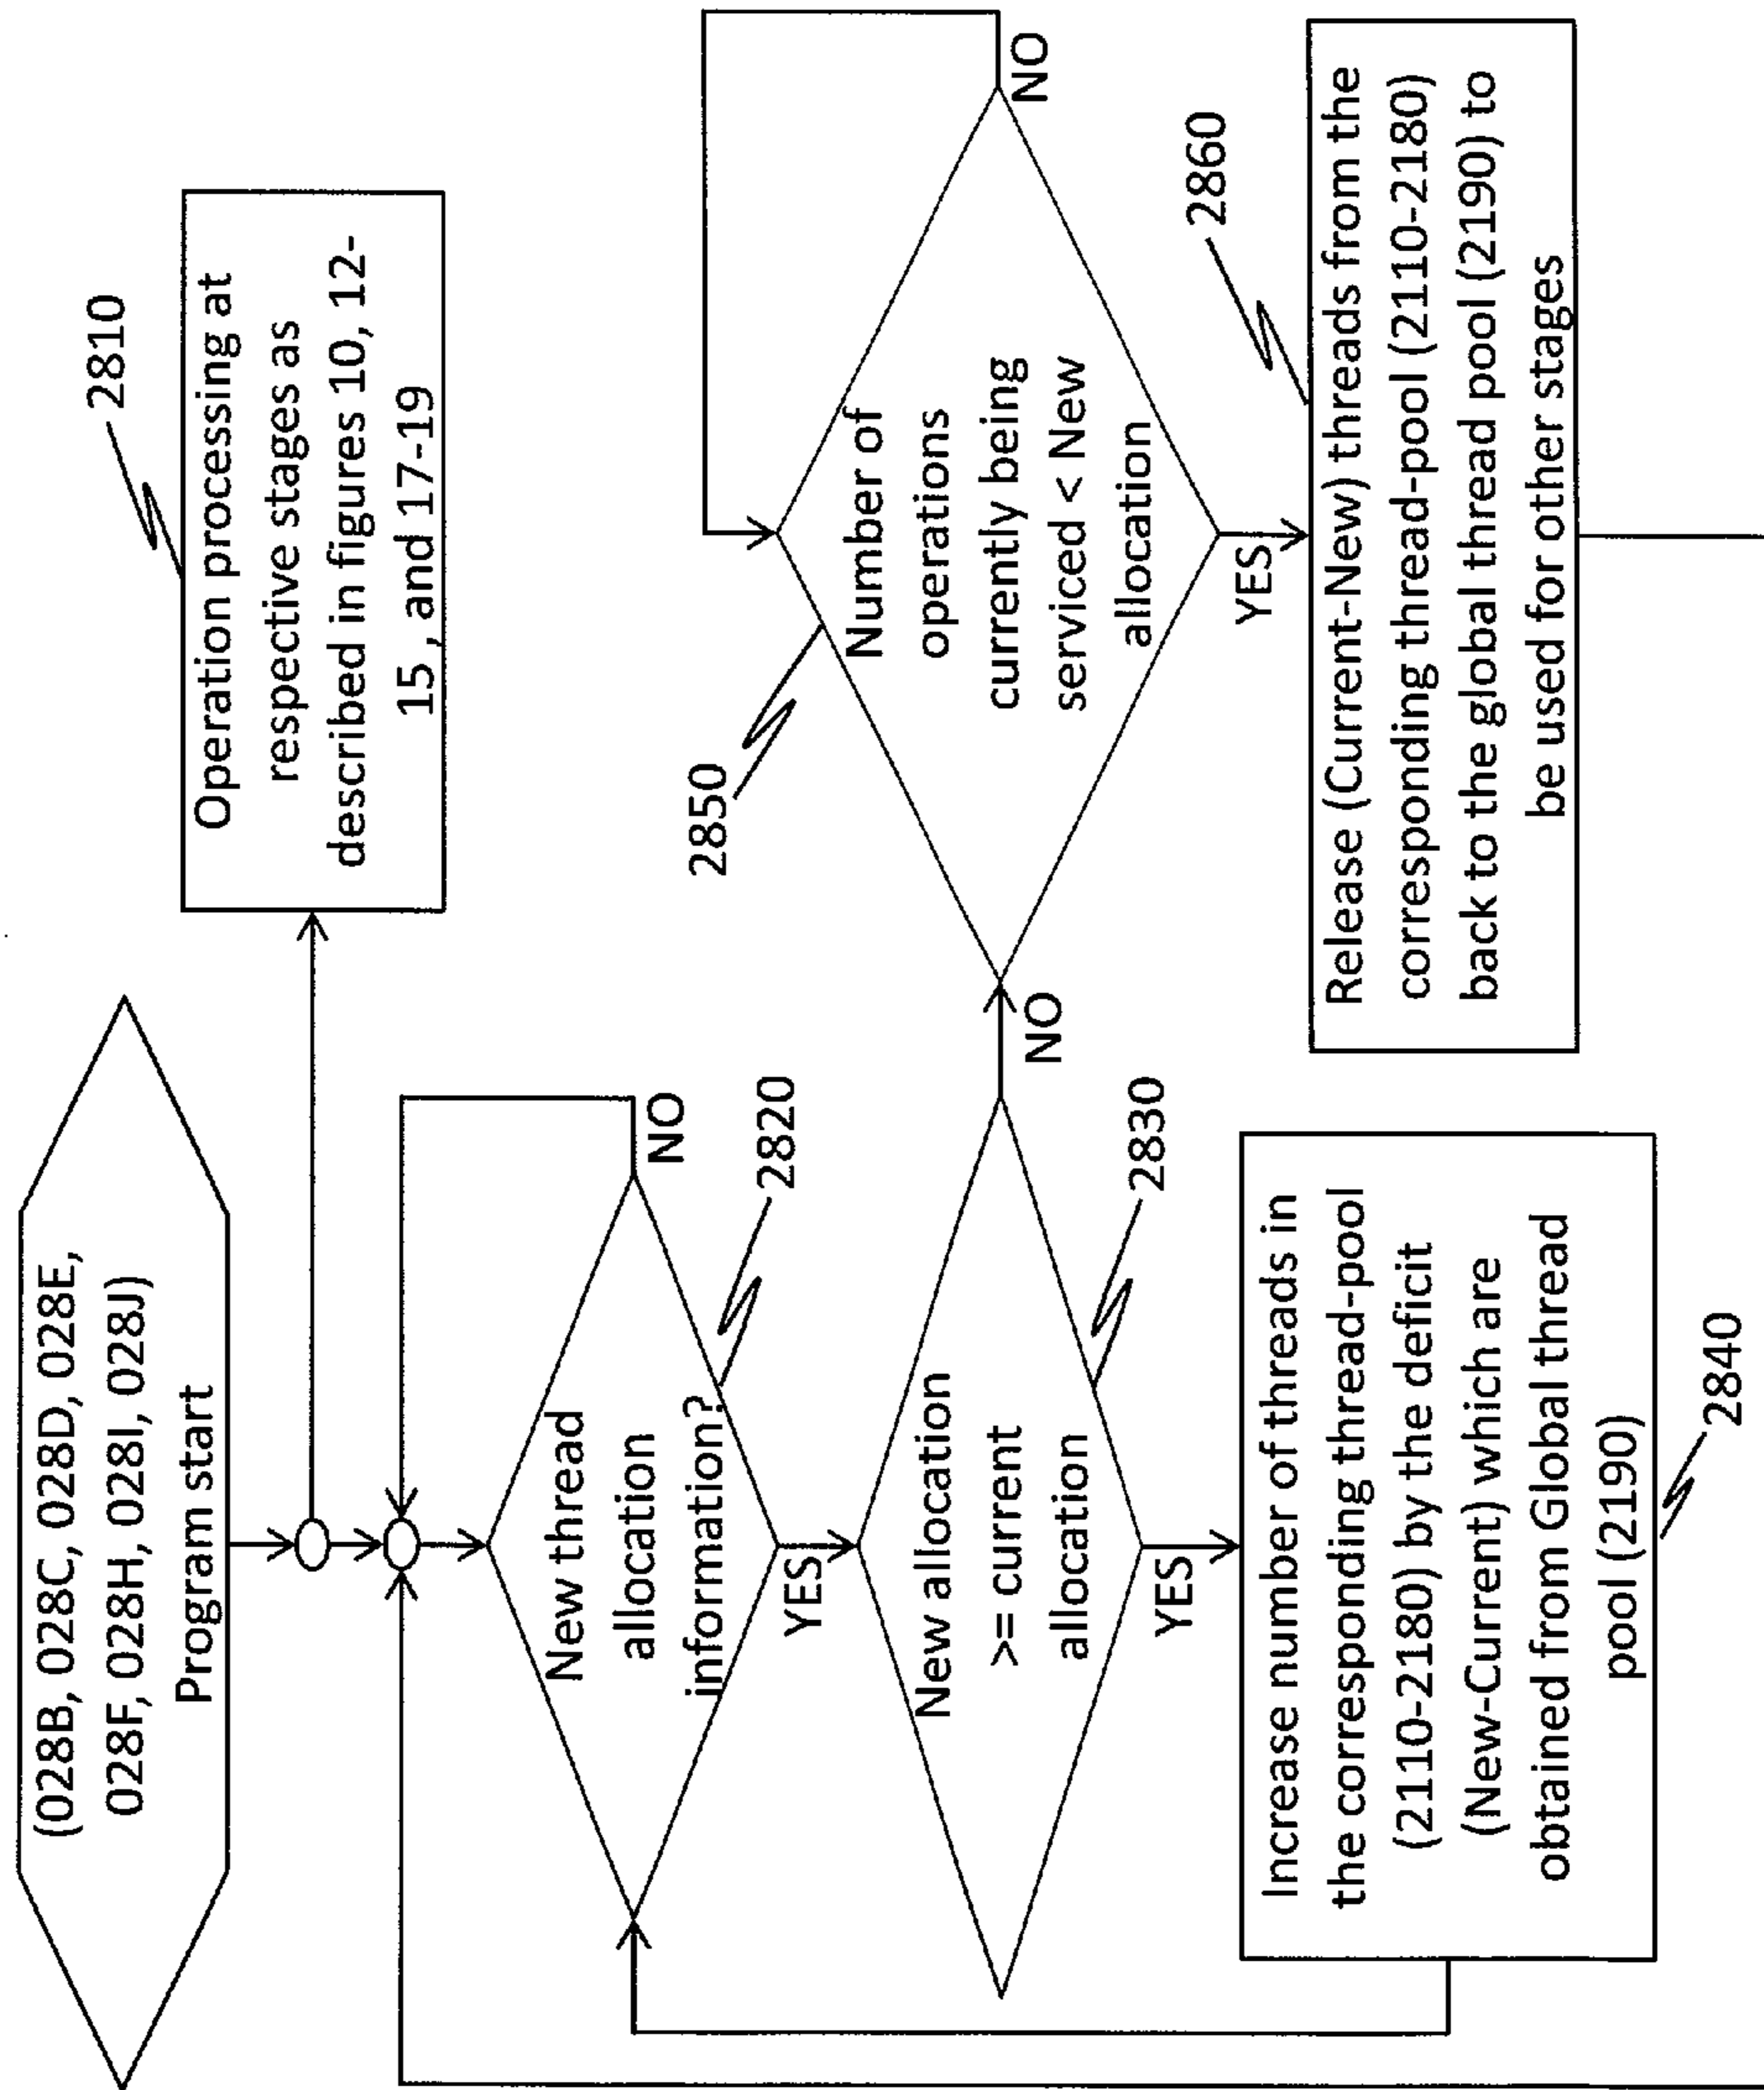 (028B, 028C, 028D, 028E,
028F, 028H, 028I, 028J)
Program start
2810
Operation processing at
respective stages as
described in figures 10, 12-
15, and 17-19
New thread
allocation
information?
NO
2820
YES
New allocation
>= current
allocation
NO
2830
YES
Increase number of threads in
the corresponding thread-pool
(2110-2180) by the deficit
(New-Current) which are
obtained from Global thread
pool (2190)
2840
2850
Number of
operations
currently being
serviced < New
allocation
NO
YES
2860
Release (Current-New) threads from the
corresponding thread-pool (2110-2180)
back to the global thread pool (2190) to
be used for other stages